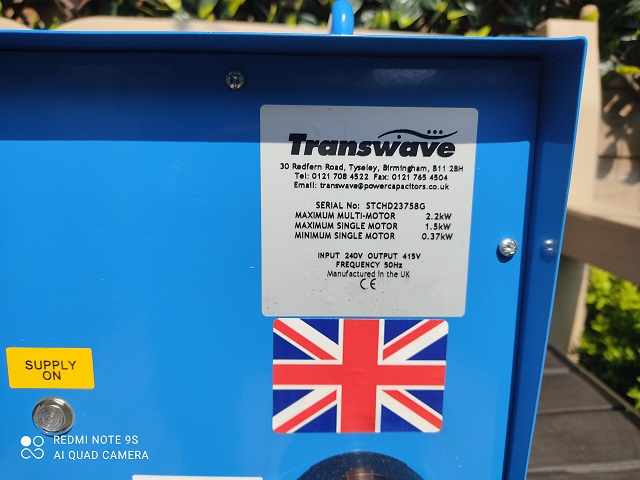 Transwave
30 Redfern Road, Tyseley, Birmingham, B11 2BH
Tel: 0121 708 4522 Fax: 0121 765 4504
Email: transwave@powercapacitors.co.uk
SERIAL No: STCHD23758G
MAXIMUM MULTI-MOTOR 2.2kW
MAXIMUM SINGLE MOTOR 1.5kW
MINIMUM SINGLE MOTOR 0.37kW
INPUT 240V OUTPUT 415V
FREQUENCY 50Hz
Manufactured in the UK
CE
SUPPLY
ON
REDMI NOTE 9S
AI QUAD CAMERA